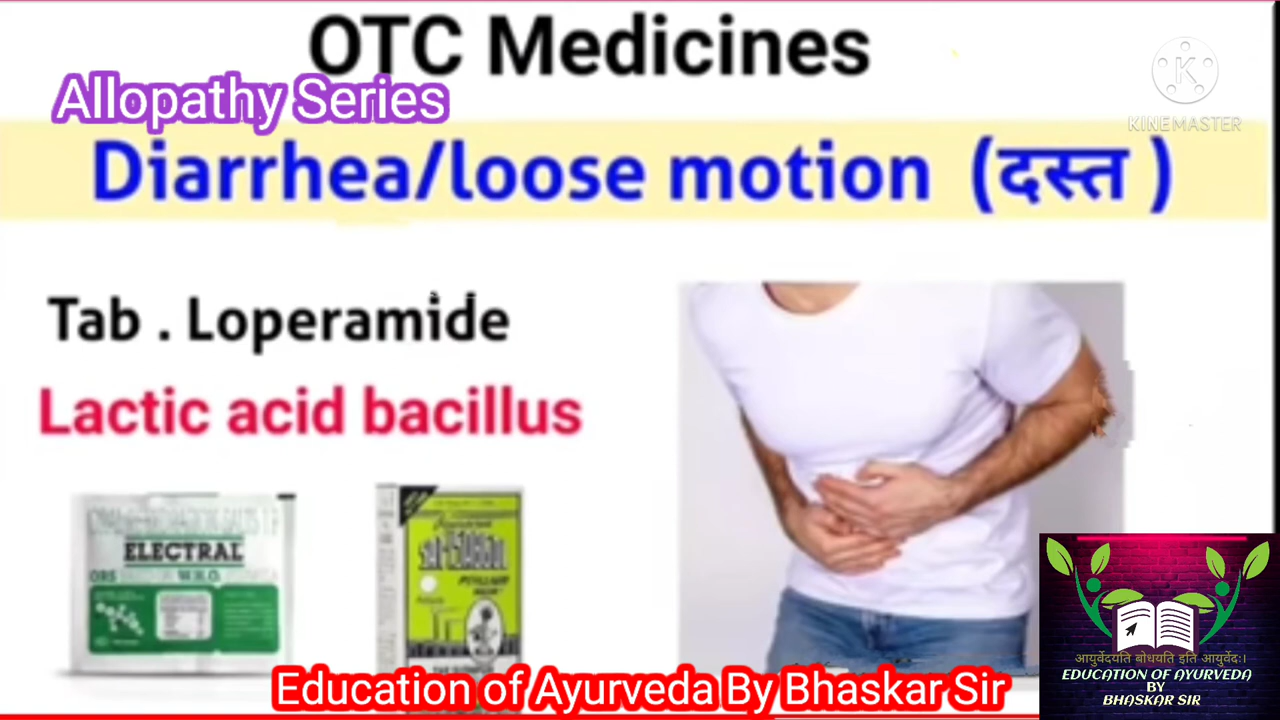 OTC Medicines
Allopathy Series
KINEMASTER
Diarrhea/loose motion (दस्त )
Tab . Loperamide
Lactic acid bacillus
ELECTRAL
ORS
W.H.O.
Education of Ayurveda By Bhaskar Sir
आयुर्वेदयति बोधयति इति आयुर्वेदः।
EDUCATION OF AYURVEDA
BY
BHASKAR SIR